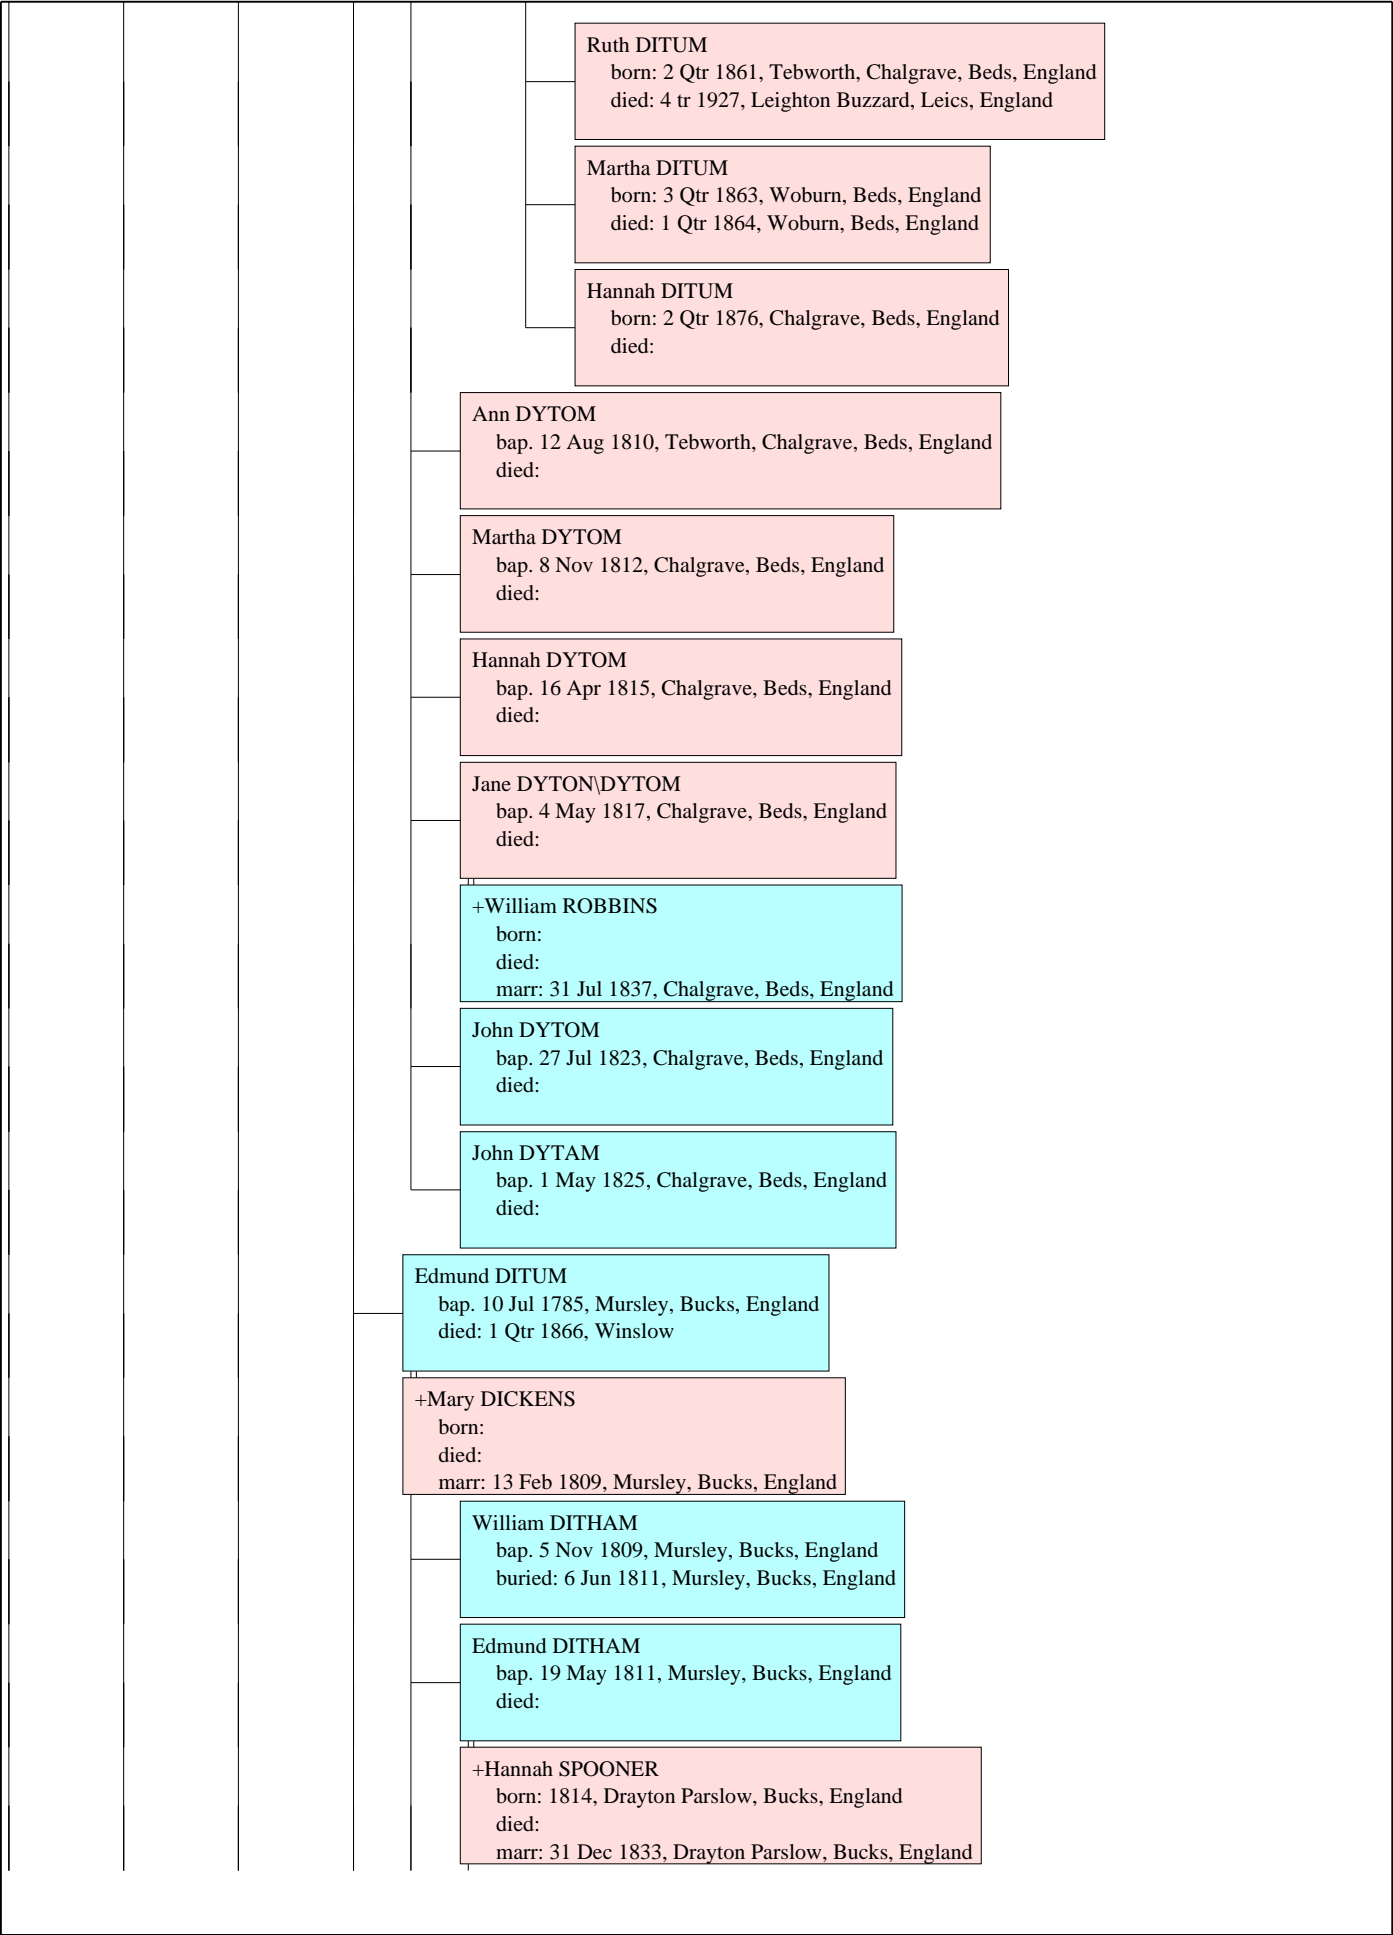 Ruth DITUM
born: 2 Qtr 1861, Tebworth, Chalgrave, Beds, England
died: 4 tr 1927, Leighton Buzzard, Leics, England
Martha DITUM
born: 3 Qtr 1863, Woburn, Beds, England
died: 1 Qtr 1864, Woburn, Beds, England
Hannah DITUM
born: 2 Qtr 1876, Chalgrave, Beds, England
died:
Ann DYTOM
bap. 12 Aug 1810, Tebworth, Chalgrave, Beds, England
died:
Martha DYTOM
bap. 8 Nov 1812, Chalgrave, Beds, England
died:
Hannah DYTOM
bap. 16 Apr 1815, Chalgrave, Beds, England
died:
Jane DYTON\DYTOM
bap. 4 May 1817, Chalgrave, Beds, England
died:
+William ROBBINS
born:
died:
marr: 31 Jul 1837, Chalgrave, Beds, England
John DYTOM
bap. 27 Jul 1823, Chalgrave, Beds, England
died:
John DYTAM
bap. 1 May 1825, Chalgrave, Beds, England
died:
Edmund DITUM
bap. 10 Jul 1785, Mursley, Bucks, England
died: 1 Qtr 1866, Winslow
+Mary DICKENS
born:
died:
marr: 13 Feb 1809, Mursley, Bucks, England
William DITHAM
bap. 5 Nov 1809, Mursley, Bucks, England
buried: 6 Jun 1811, Mursley, Bucks, England
Edmund DITHAM
bap. 19 May 1811, Mursley, Bucks, England
died:
+Hannah SPOONER
born: 1814, Drayton Parslow, Bucks, England
died:
marr: 31 Dec 1833, Drayton Parslow, Bucks, England